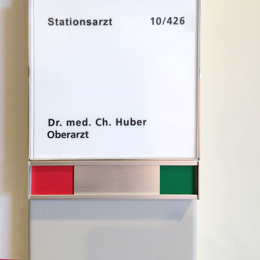 Stationsarzt 10/426
Dr. med. Ch. Huber
Oberarzt